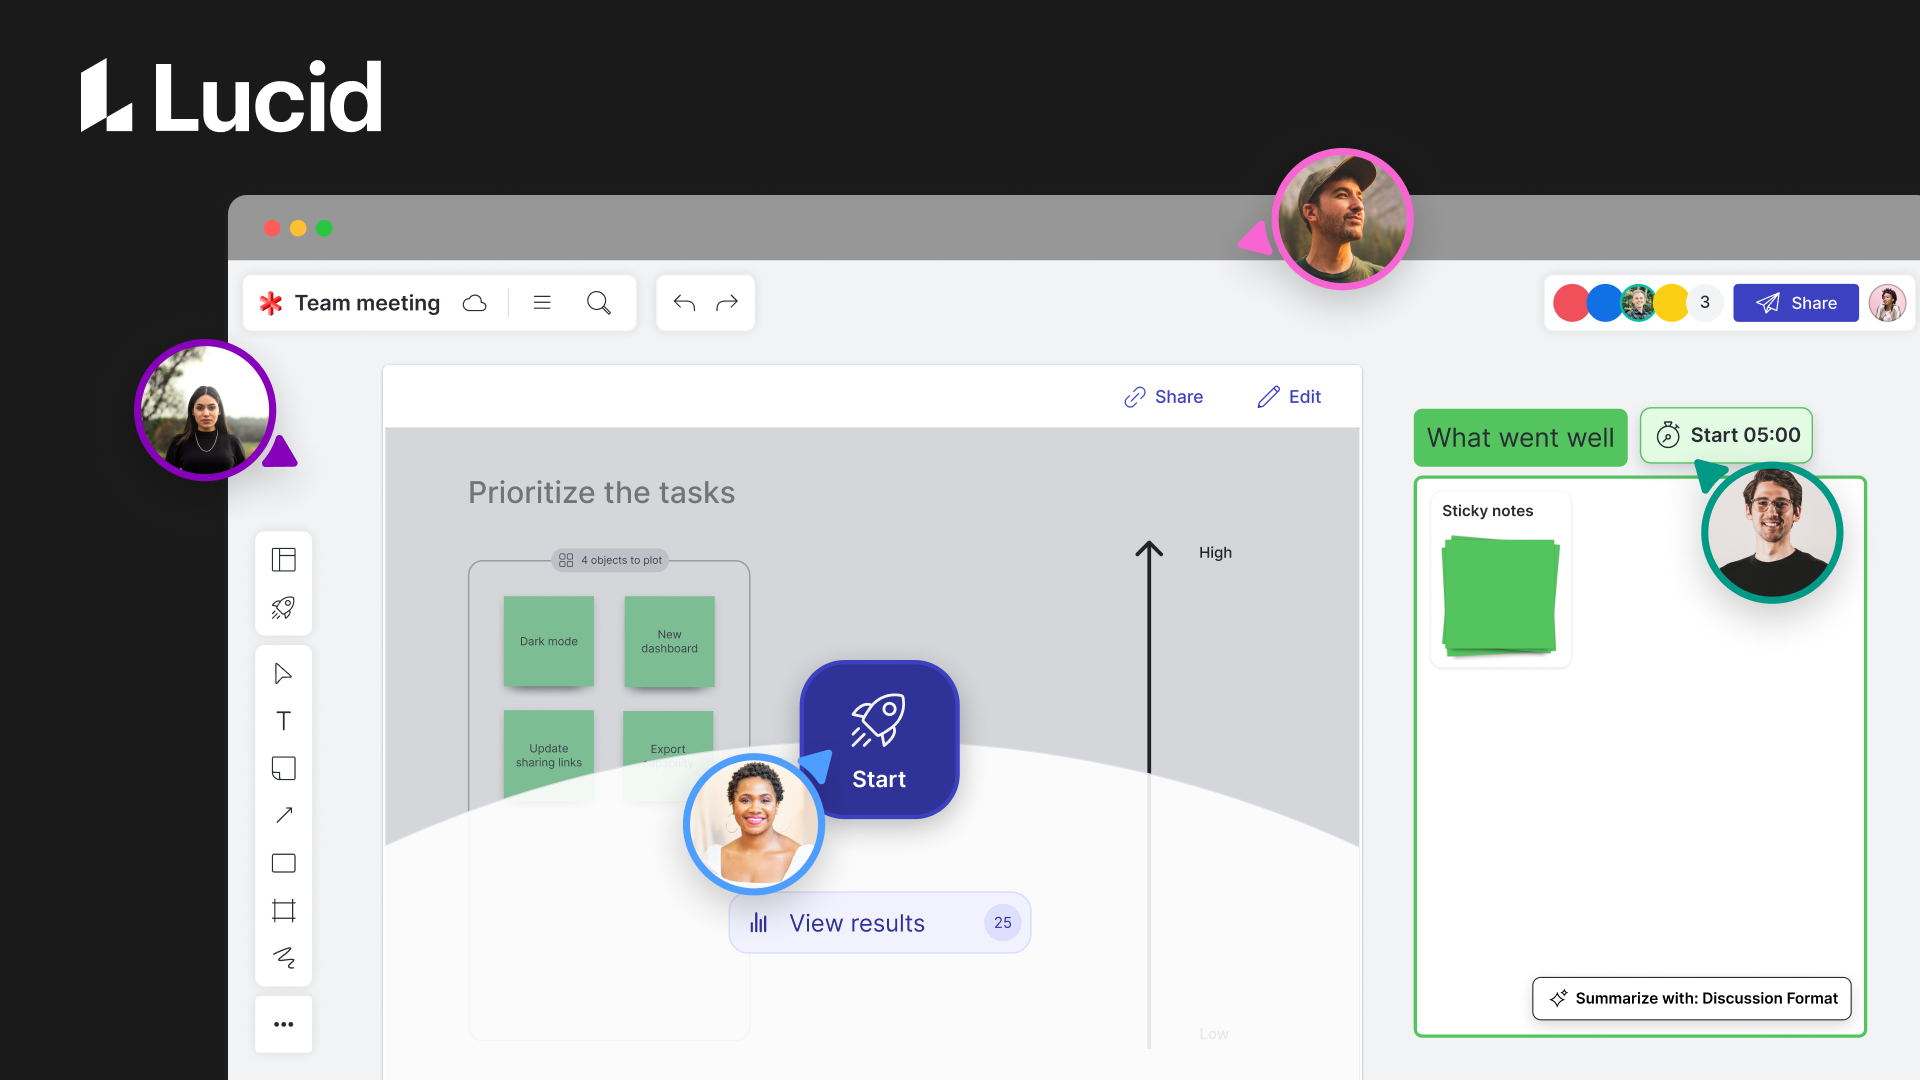 Lucid
Team meeting
3
Share
Share
Edit
What went well
Start 05:00
Prioritize the tasks
Sticky notes
4 objects to plot
High
Dark mode
New
dashboard
Update
sharing links
Export
Start
View results
25
Summarize with: Discussion Format
Low